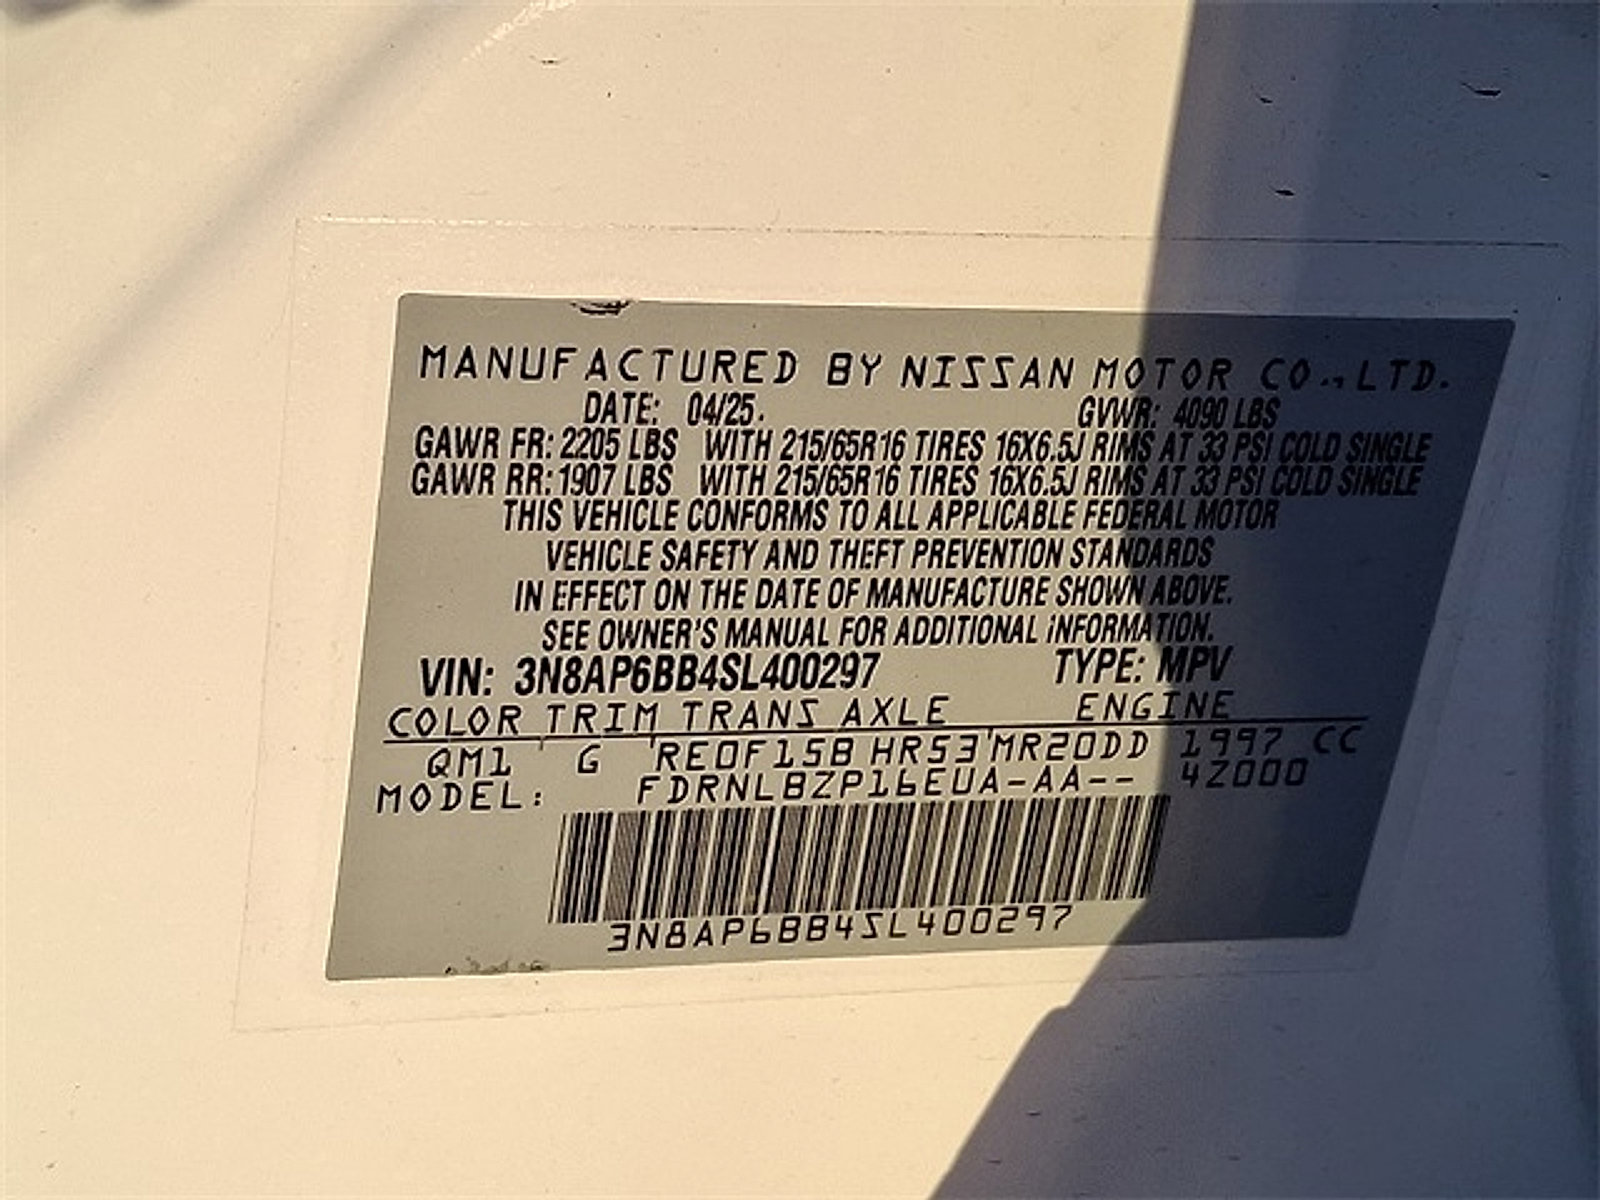 MANUFACTURED BY NISSAN MOTOR CO., LTD.
DATE: 04/25. GVWR: 4090 LBS
GAWR FR: 2205 LBS WITH 215/65R16 TIRES 16X6.5J RIMS AT 33 PSI COLD SINGLE
GAWR RR: 1907 LBS WITH 215/65R16 TIRES 16X6.5J RIMS AT 33 PSI COLD SINGLE
THIS VEHICLE CONFORMS TO ALL APPLICABLE FEDERAL MOTOR
VEHICLE SAFETY AND THEFT PREVENTION STANDARDS
IN EFFECT ON THE DATE OF MANUFACTURE SHOWN ABOVE.
SEE OWNER'S MANUAL FOR ADDITIONAL INFORMATION.
VIN: 3N8AP6BB4SL400297 TYPE: MPV
COLOR TRIM TRANS AXLE ENGINE
QM1 G RE0F15B HR53 MR20DD 1997 CC
MODEL: FDRNLBZP16EUA-AA-- 4Z000
3N8AP6BB4SL400297